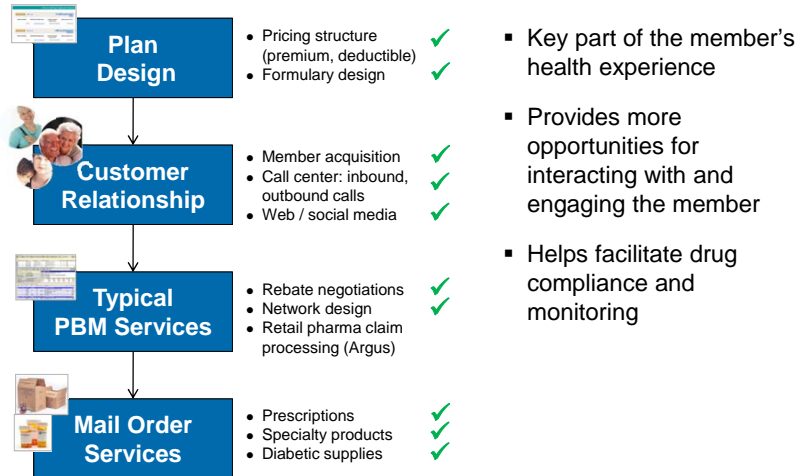 Plan
Design
• Pricing structure
(premium, deductible)
• Formulary design
Customer
Relationship
• Member acquisition
• Call center: inbound,
outbound calls
• Web / social media
Typical
PBM Services
• Rebate negotiations
• Network design
• Retail pharma claim
processing (Argus)
Mail Order
Services
• Prescriptions
• Specialty products
• Diabetic supplies
▪ Key part of the member's
health experience
▪ Provides more
opportunities for
interacting with and
engaging the member
▪ Helps facilitate drug
compliance and
monitoring